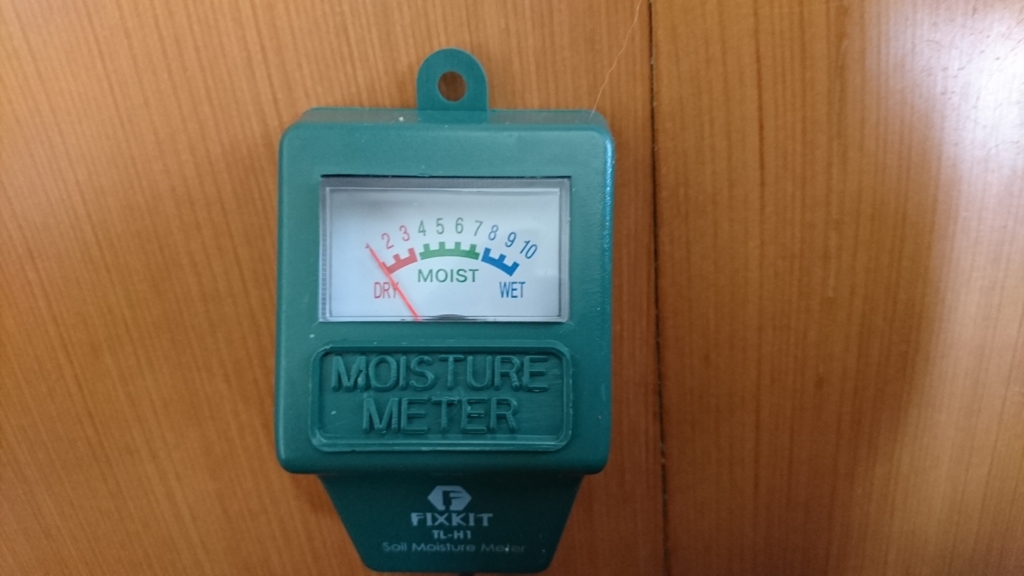 1 2 3 4 5 6 7 8 9 10
MOIST
DRY WET
MOISTURE
METER
F
FIXKIT
TL-H1
Soil Moisture Meter